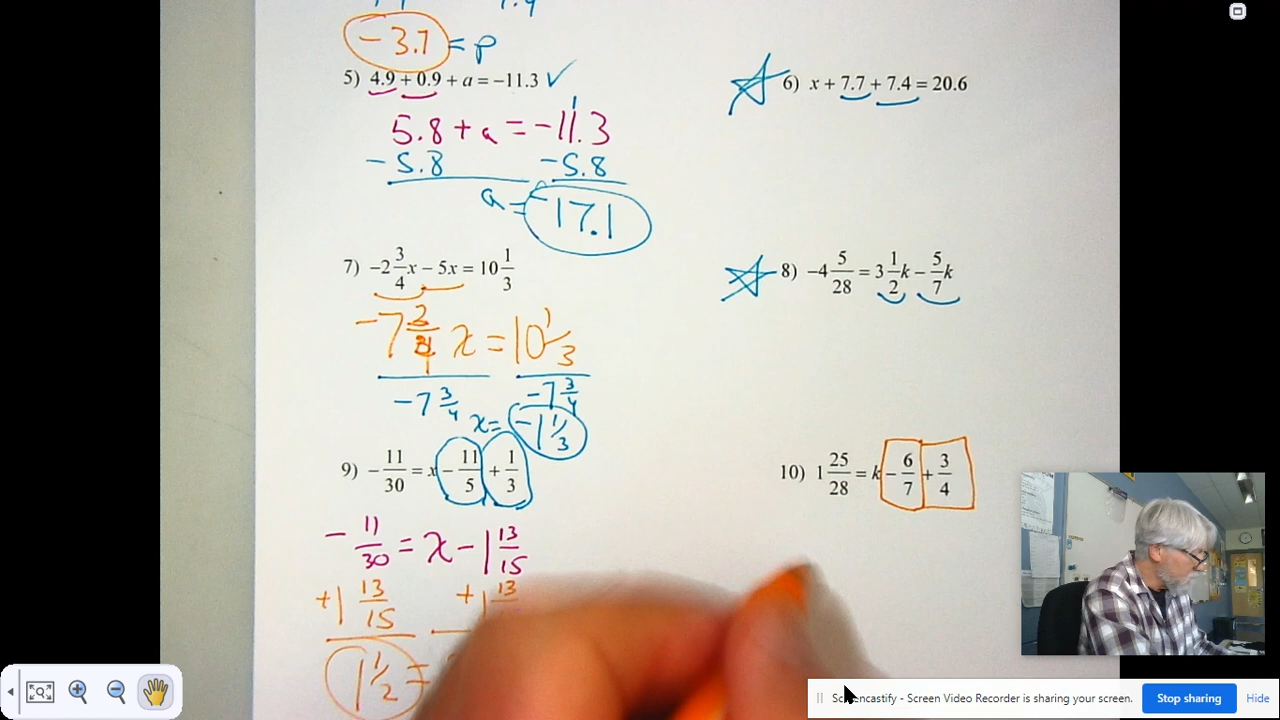 - 3.7 = p
5) 4.9 + 0.9 + a = −11.3 ✓
5.8 + a = -11.3
- 5.8 -5.8
a = -17.1
6) x + 7.7 + 7.4 = 20.6
7) −2 3/4 x − 5x = 10 1/3
-7 3/4 x = 10 1/3
-7 3/4 -7 3/4
x = -1 1/3
8) −4 5/28 = 3 1/2 k − 5/7 k
9) − 11/30 = x − 11/5 + 1/3
- 11/30 = x - 1 13/15
+1 13/15 +1 13
1 1/2 =
10) 1 25/28 = k − 6/7 + 3/4
Screencastify - Screen Video Recorder is sharing your screen.
Stop sharing
Hide